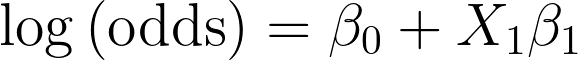 log (odds) = β₀ + X₁β₁